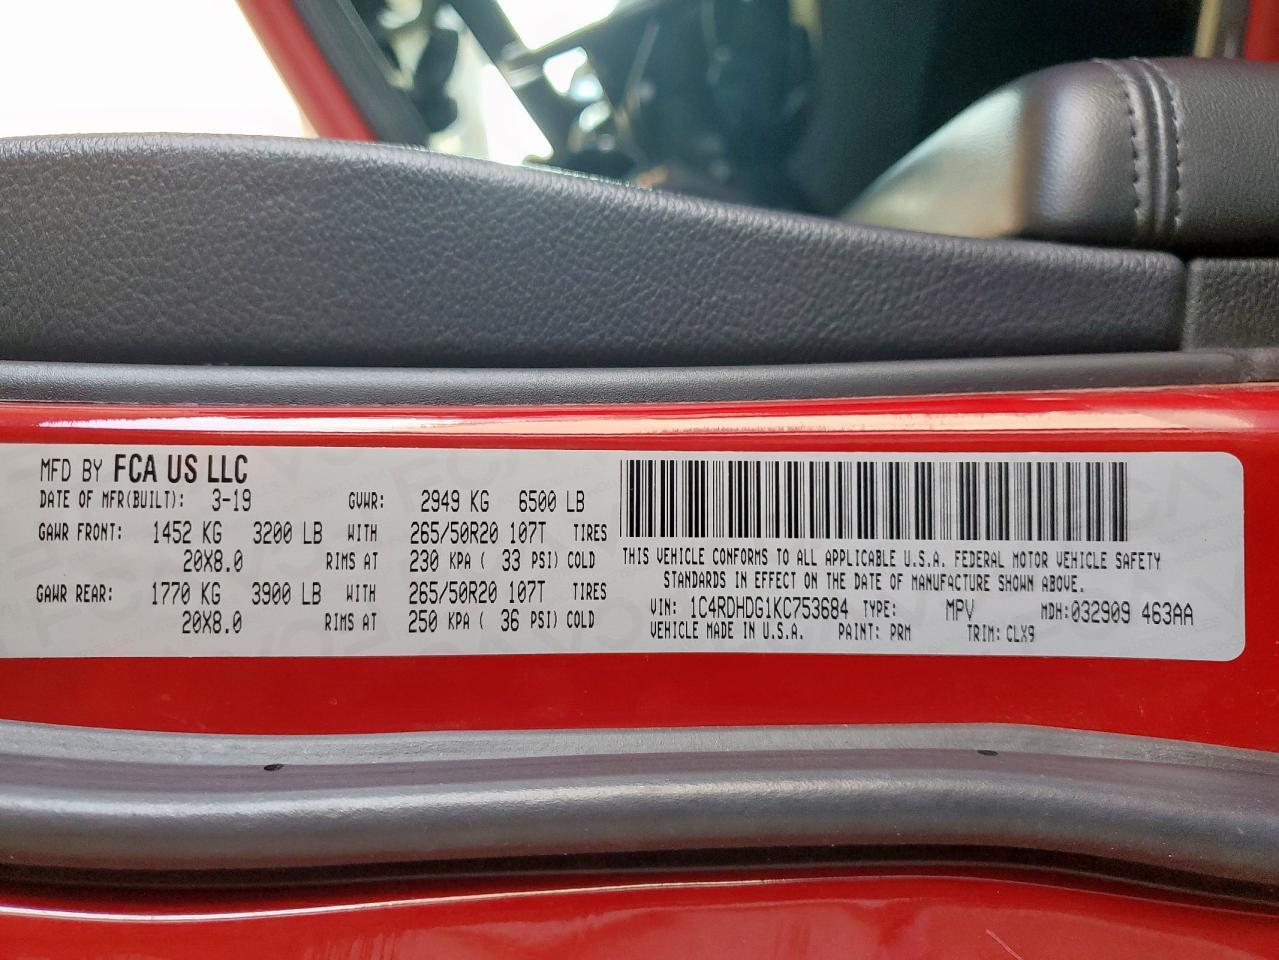 MFD BY FCA US LLC
DATE OF MFR(BUILT): 3-19 GVWR: 2949 KG 6500 LB
GAWR FRONT: 1452 KG 3200 LB WITH 265/50R20 107T TIRES
20X8.0 RIMS AT 230 KPA ( 33 PSI) COLD
GAWR REAR: 1770 KG 3900 LB WITH 265/50R20 107T TIRES
20X8.0 RIMS AT 250 KPA ( 36 PSI) COLD
THIS VEHICLE CONFORMS TO ALL APPLICABLE U.S.A. FEDERAL MOTOR VEHICLE SAFETY
STANDARDS IN EFFECT ON THE DATE OF MANUFACTURE SHOWN ABOVE.
VIN: 1C4RDHDG1KC753684 TYPE: MPV MDH:032909 463AA
VEHICLE MADE IN U.S.A. PAINT: PRM TRIM: CLX9